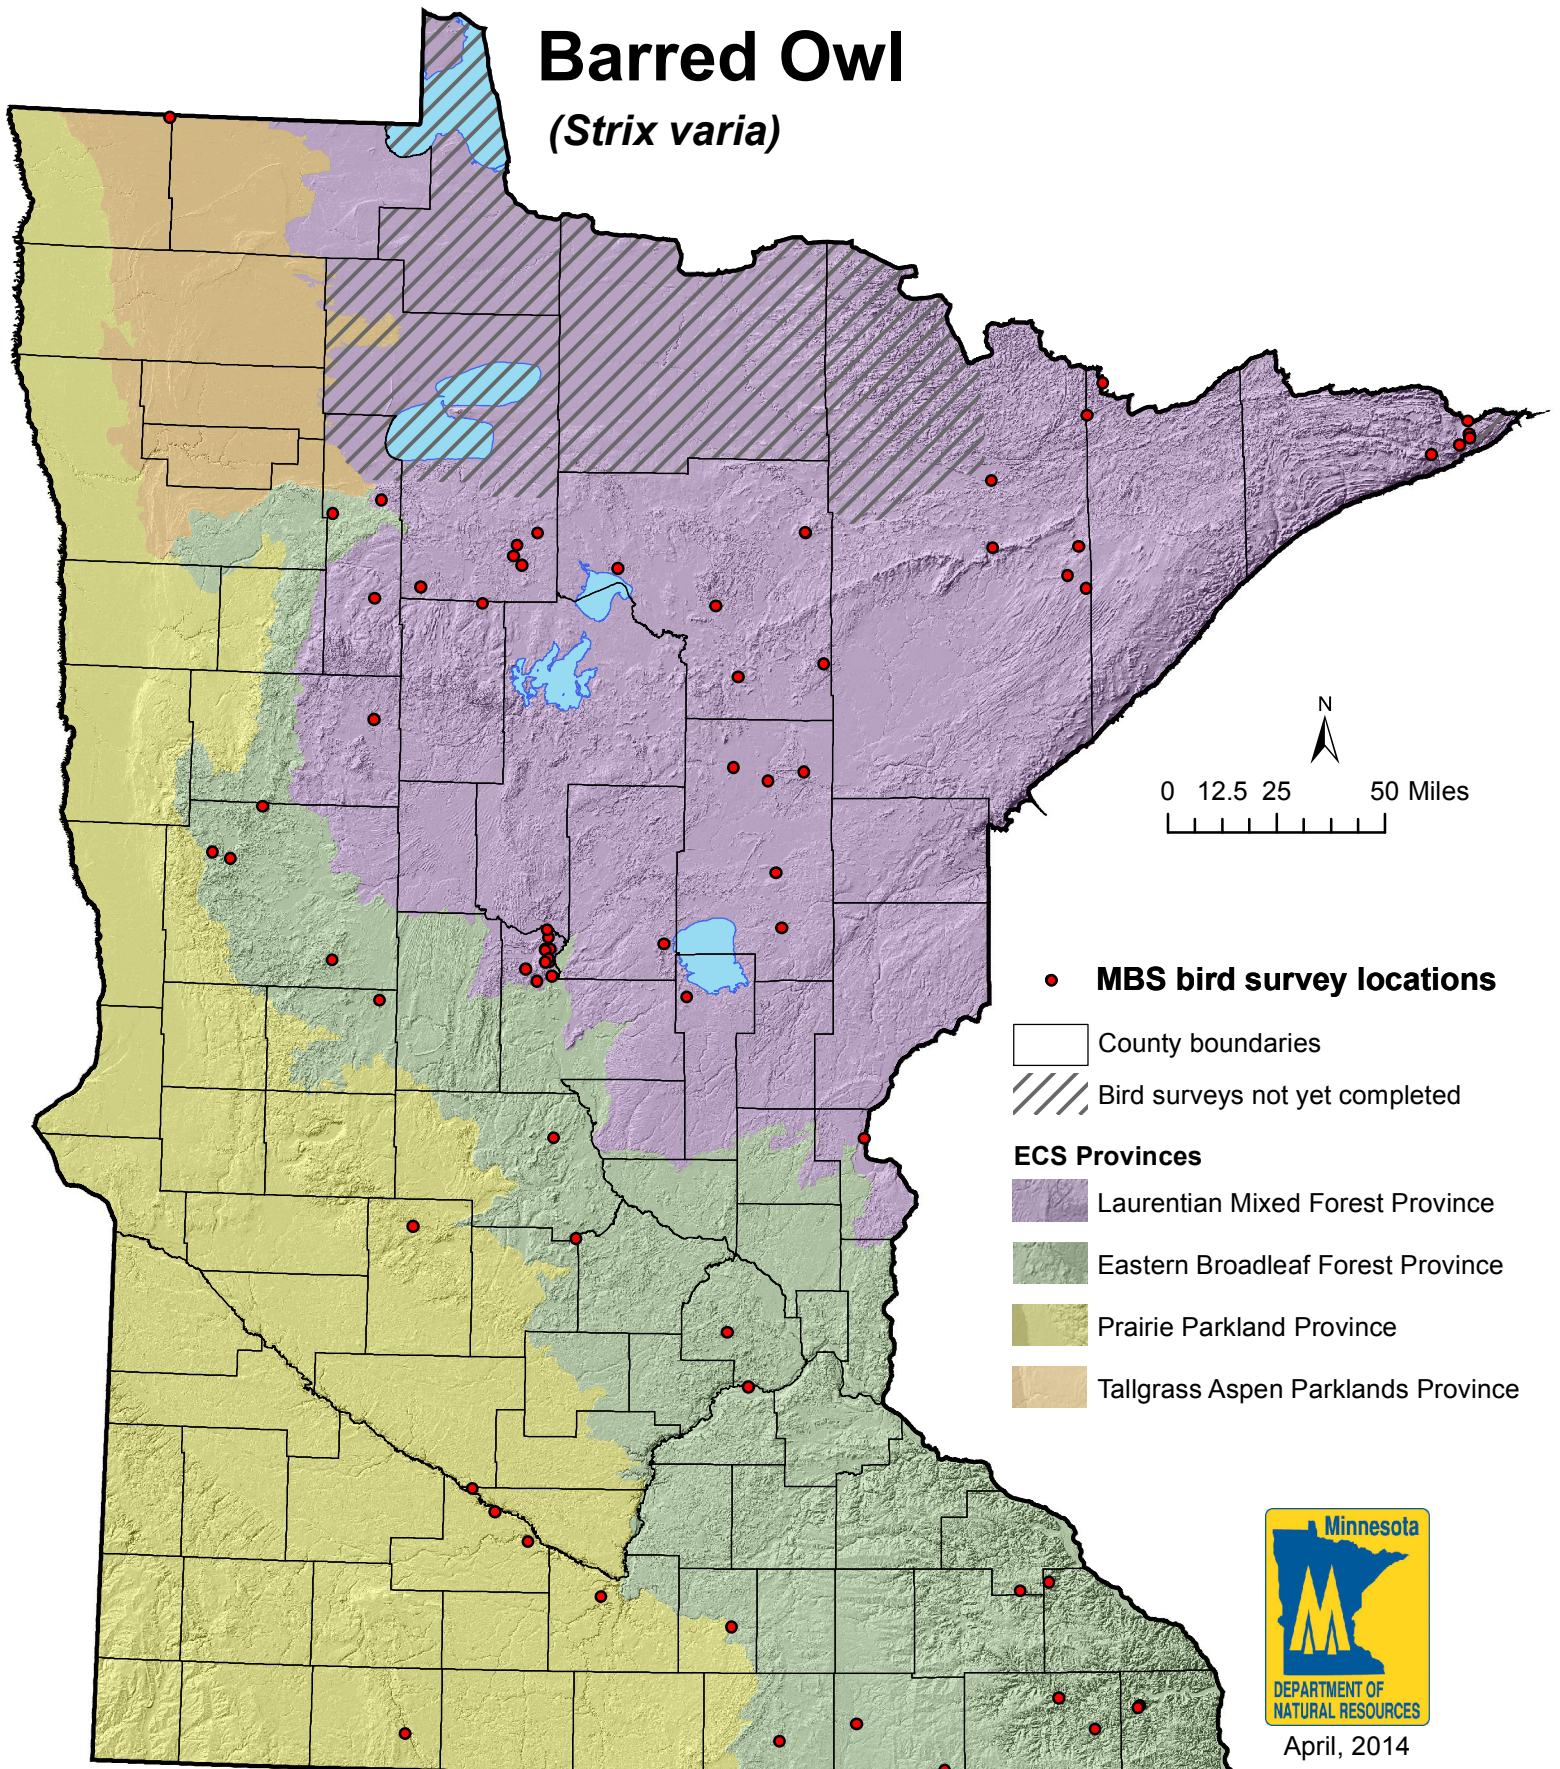 Barred Owl
(Strix varia)
N
0 12.5 25 50 Miles
MBS bird survey locations
County boundaries
Bird surveys not yet completed
ECS Provinces
Laurentian Mixed Forest Province
Eastern Broadleaf Forest Province
Prairie Parkland Province
Tallgrass Aspen Parklands Province
Minnesota
DEPARTMENT OF
NATURAL RESOURCES
April, 2014